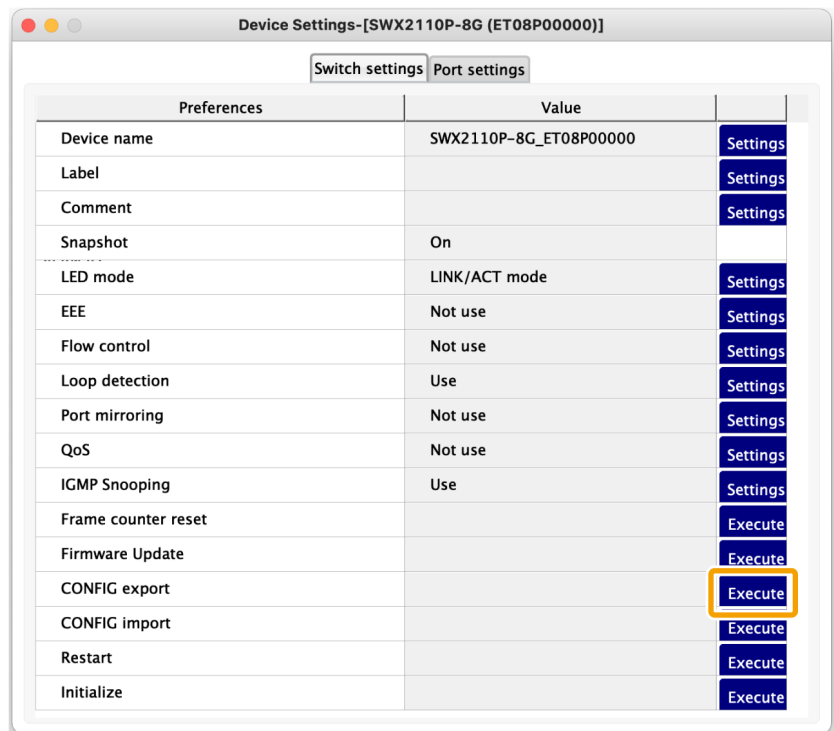 Device Settings-[SWX2110P-8G (ET08P00000)]
Switch settings Port settings
Preferences Value
Device name SWX2110P-8G_ET08P00000 Settings
Label Settings
Comment Settings
Snapshot On
LED mode LINK/ACT mode Settings
EEE Not use Settings
Flow control Not use Settings
Loop detection Use Settings
Port mirroring Not use Settings
QoS Not use Settings
IGMP Snooping Use Settings
Frame counter reset Execute
Firmware Update Execute
CONFIG export Execute
CONFIG import Execute
Restart Execute
Initialize Execute